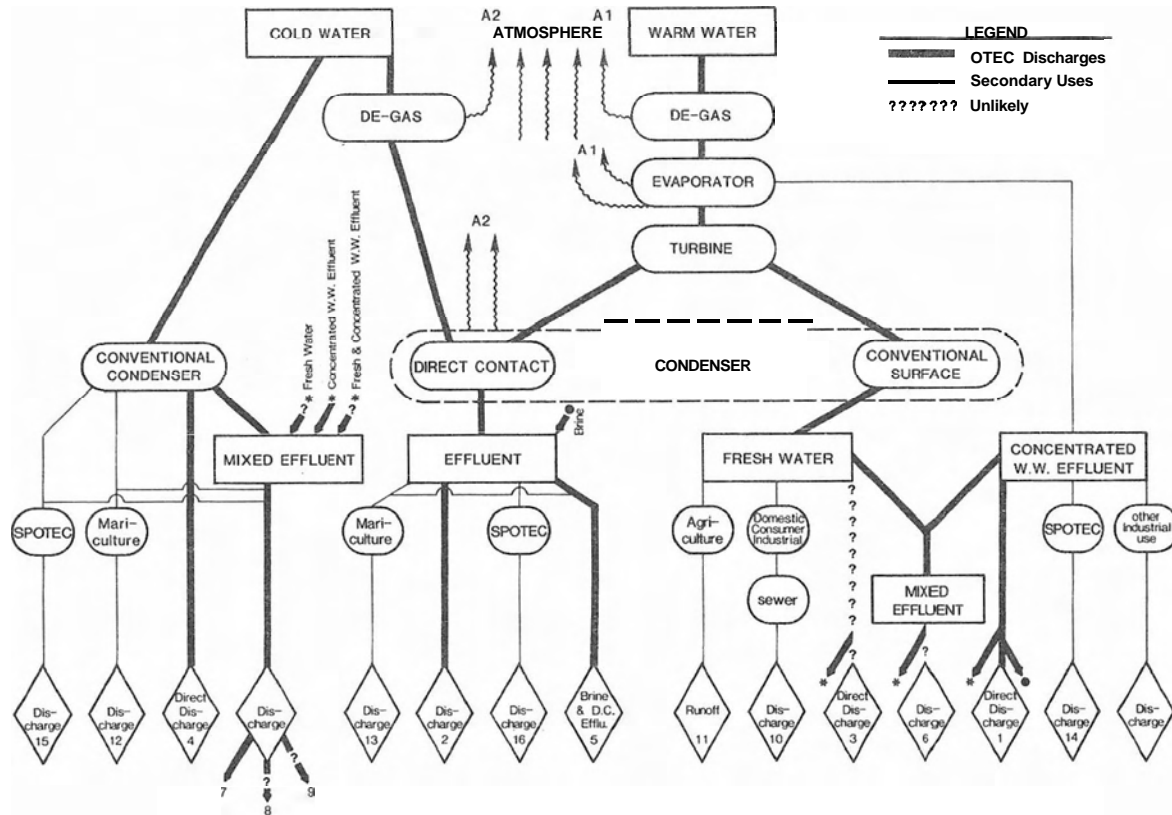 COLD WATER
A2
ATMOSPHERE
A1
WARM WATER
LEGEND
OTEC Discharges
Secondary Uses
??????? Unlikely
DE-GAS
DE-GAS
A1
EVAPORATOR
A2
TURBINE
? * Fresh Water
* Concentrated W.W. Effluent
? * Fresh & Concentrated W.W. Effluent
CONVENTIONAL
CONDENSER
DIRECT CONTACT
CONDENSER
CONVENTIONAL
SURFACE
Brine
MIXED EFFLUENT
EFFLUENT
FRESH WATER
CONCENTRATED
W.W. EFFLUENT
SPOTEC
Mari-
culture
Mari-
culture
SPOTEC
Agri-
culture
Domestic
Consumer
Industrial
?
?
?
?
?
?
?
?
?
?
SPOTEC
other
Industrial
use
sewer
MIXED
EFFLUENT
?
?
*
*
*
Dis-
charge
15
Dis-
charge
12
Direct
Dis-
charge
4
Dis-
charge
Dis-
charge
13
Dis-
charge
2
Dis-
charge
16
Brine
& D.C.
Efflu.
5
Runoff
11
Dis-
charge
10
Direct
Dis-
charge
3
Dis-
charge
6
Direct
Dis-
charge
1
Dis-
charge
14
Dis-
charge
7
?
8
?
9